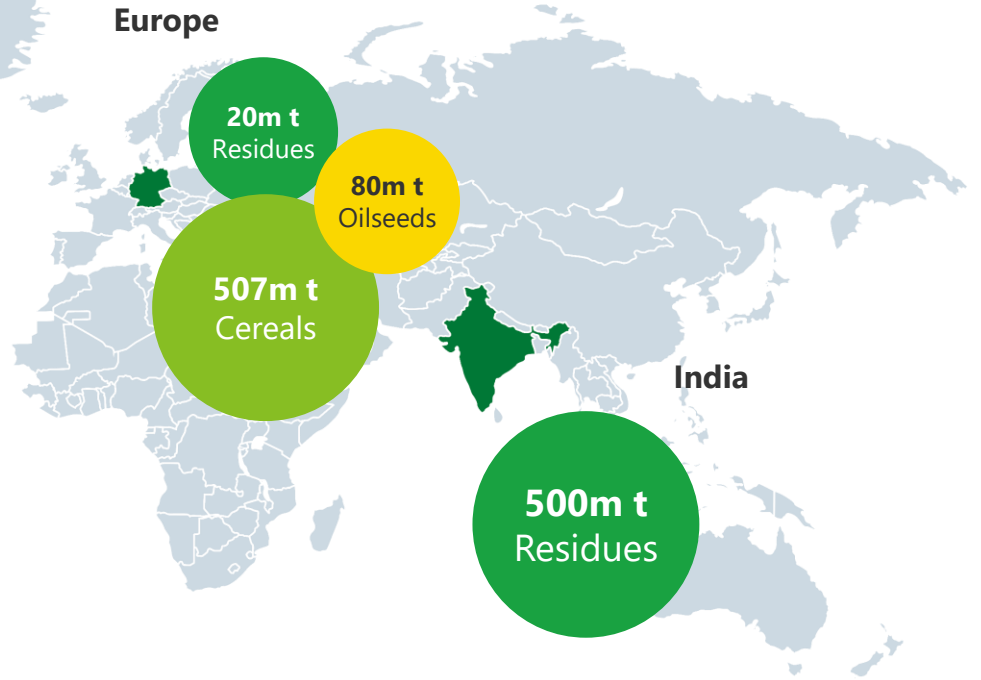 Europe
20m t
Residues
80m t
Oilseeds
507m t
Cereals
India
500m t
Residues